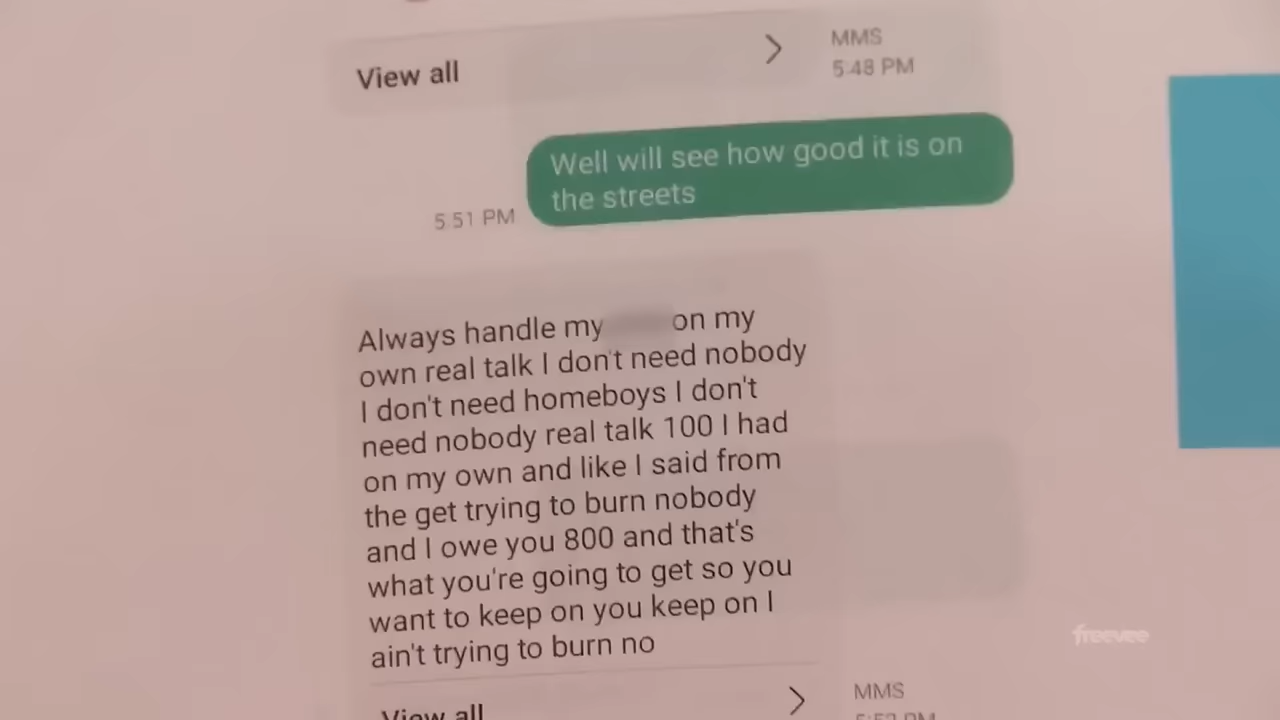 View all
MMS
5:48 PM
Well will see how good it is on
the streets
5:51 PM
Always handle my on my
own real talk I don't need nobody
I don't need homeboys I don't
need nobody real talk 100 I had
on my own and like I said from
the get trying to burn nobody
and I owe you 800 and that's
what you're going to get so you
want to keep on you keep on I
ain't trying to burn no
View all
MMS
freevee